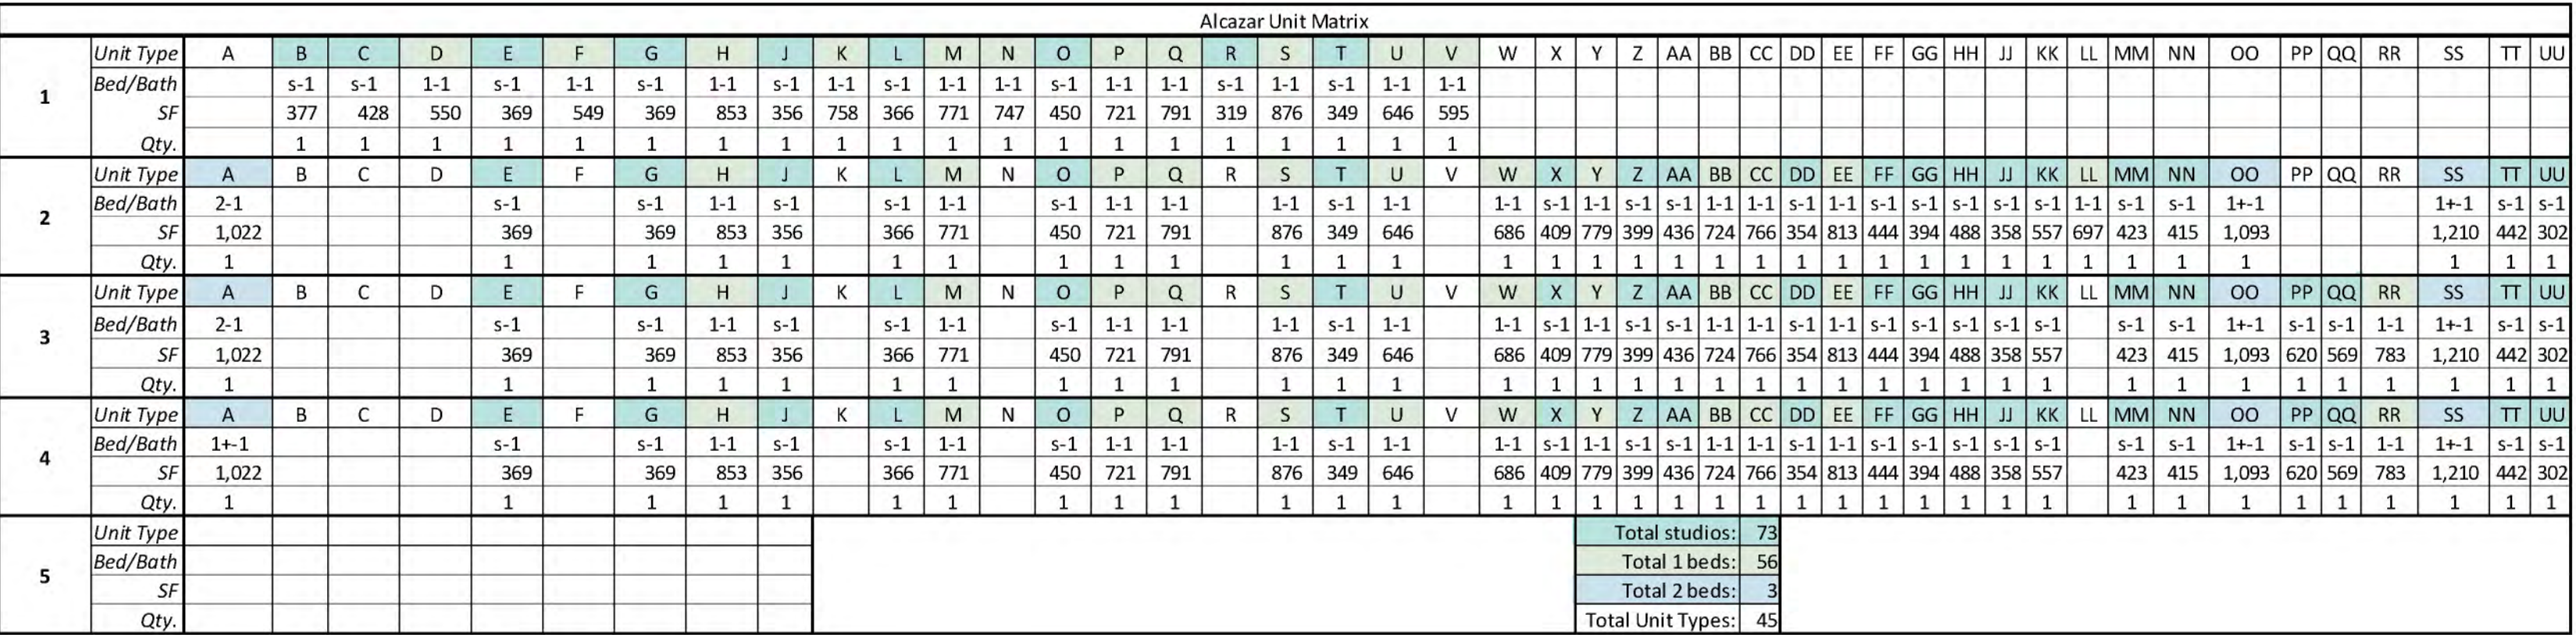 Alcazar Unit Matrix
Unit Type A B C D E F G H J K L M N O P Q R S T U V W X Y Z AA BB CC DD EE FF GG HH JJ KK LL MM NN OO PP QQ RR SS TT UU
Bed/Bath s-1 s-1 1-1 s-1 1-1 s-1 1-1 s-1 1-1 s-1 1-1 1-1 s-1 1-1 1-1 s-1 1-1 s-1 1-1 1-1
1
SF 377 428 550 369 549 369 853 356 758 366 771 747 450 721 791 319 876 349 646 595
Qty. 1 1 1 1 1 1 1 1 1 1 1 1 1 1 1 1 1 1 1 1
Unit Type A B C D E F G H J K L M N O P Q R S T U V W X Y Z AA BB CC DD EE FF GG HH JJ KK LL MM NN OO PP QQ RR SS TT UU
Bed/Bath 2-1 s-1 s-1 1-1 s-1 s-1 1-1 s-1 1-1 1-1 1-1 s-1 1-1 1-1 s-1 1-1 s-1 s-1 1-1 1-1 s-1 1-1 s-1 s-1 s-1 s-1 s-1 1-1 s-1 s-1 1+-1 1+-1 s-1 s-1
2
SF 1,022 369 369 853 356 366 771 450 721 791 876 349 646 686 409 779 399 436 724 766 354 813 444 394 488 358 557 697 423 415 1,093 1,210 442 302
Qty. 1 1 1 1 1 1 1 1 1 1 1 1 1 1 1 1 1 1 1 1 1 1 1 1 1 1 1 1 1 1 1 1 1 1
Unit Type A B C D E F G H J K L M N O P Q R S T U V W X Y Z AA BB CC DD EE FF GG HH JJ KK LL MM NN OO PP QQ RR SS TT UU
Bed/Bath 2-1 s-1 s-1 1-1 s-1 s-1 1-1 s-1 1-1 1-1 1-1 s-1 1-1 1-1 s-1 1-1 s-1 s-1 1-1 1-1 s-1 1-1 s-1 s-1 s-1 s-1 s-1 s-1 s-1 1+-1 s-1 s-1 1-1 1+-1 s-1 s-1
3
SF 1,022 369 369 853 356 366 771 450 721 791 876 349 646 686 409 779 399 436 724 766 354 813 444 394 488 358 557 423 415 1,093 620 569 783 1,210 442 302
Qty. 1 1 1 1 1 1 1 1 1 1 1 1 1 1 1 1 1 1 1 1 1 1 1 1 1 1 1 1 1 1 1 1 1 1 1 1
Unit Type A B C D E F G H J K L M N O P Q R S T U V W X Y Z AA BB CC DD EE FF GG HH JJ KK LL MM NN OO PP QQ RR SS TT UU
Bed/Bath 1+-1 s-1 s-1 1-1 s-1 s-1 1-1 s-1 1-1 1-1 1-1 s-1 1-1 1-1 s-1 1-1 s-1 s-1 1-1 1-1 s-1 1-1 s-1 s-1 s-1 s-1 s-1 s-1 s-1 1+-1 s-1 s-1 1-1 1+-1 s-1 s-1
4
SF 1,022 369 369 853 356 366 771 450 721 791 876 349 646 686 409 779 399 436 724 766 354 813 444 394 488 358 557 423 415 1,093 620 569 783 1,210 442 302
Qty. 1 1 1 1 1 1 1 1 1 1 1 1 1 1 1 1 1 1 1 1 1 1 1 1 1 1 1 1 1 1 1 1 1 1 1 1
Unit Type Total studios: 73
Bed/Bath Total 1 beds: 56
5
SF Total 2 beds: 3
Qty. Total Unit Types: 45